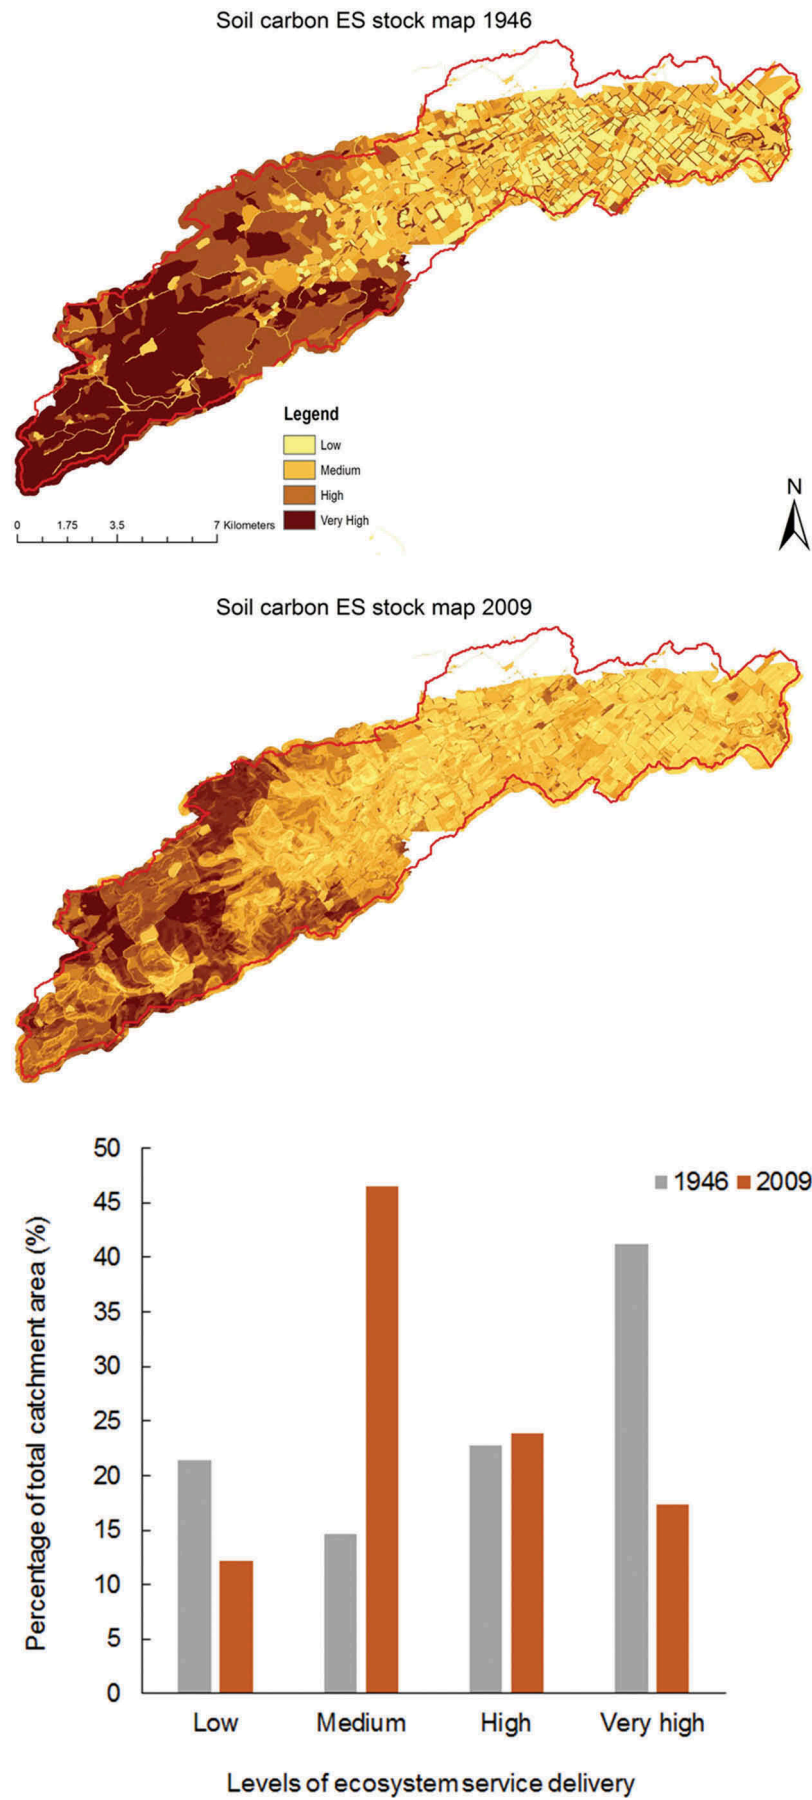 Soil carbon ES stock map 1946
Legend
Low
Medium
High
Very High
0 1.75 3.5 7 Kilometers
N
Soil carbon ES stock map 2009
50
45
40
35
30
25
20
15
10
5
0
Percentage of total catchment area (%)
1946 2009
Low Medium High Very high
Levels of ecosystem service delivery